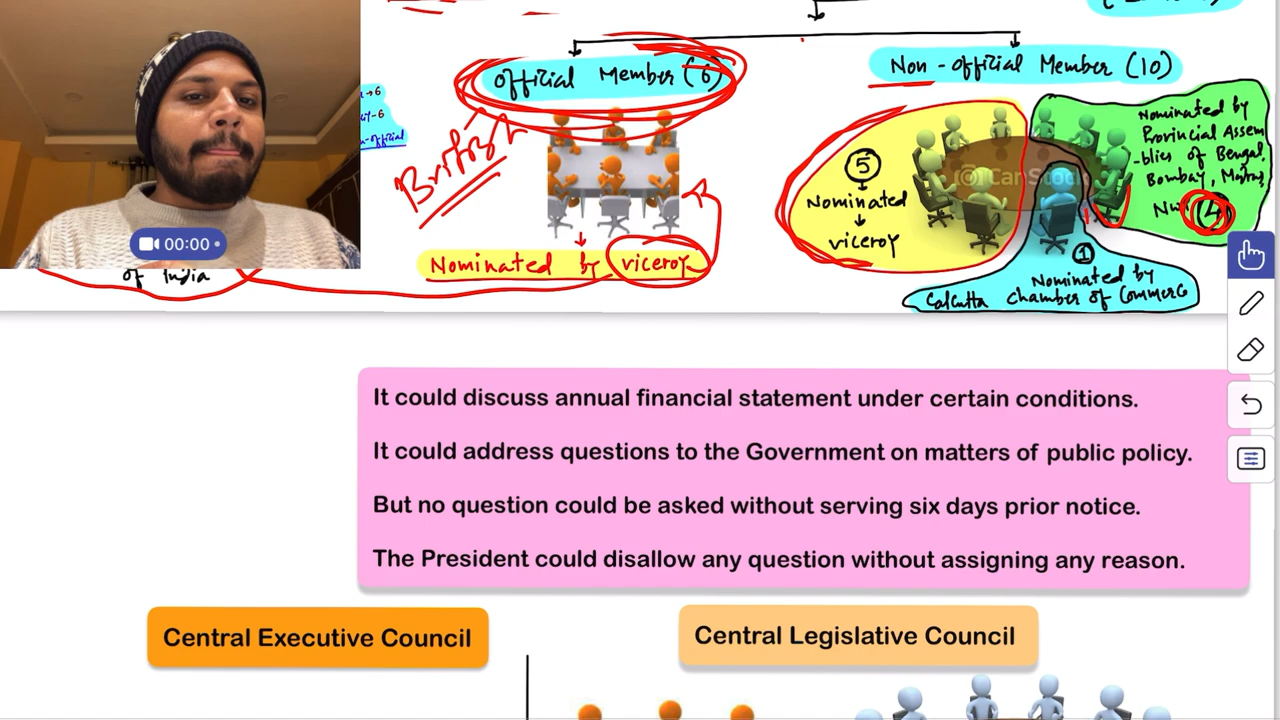 official Member (6)
Non-official Member (10)
British
5
Nominated
viceroy
Nominated by
Provincial Assem
-blies of Bengal,
Bombay, Madras,
4
Nominated by viceroy
1
Nominated by
Calcutta Chamber of Commerce
of India
CanStock
00:00
It could discuss annual financial statement under certain conditions.
It could address questions to the Government on matters of public policy.
But no question could be asked without serving six days prior notice.
The President could disallow any question without assigning any reason.
Central Executive Council
Central Legislative Council